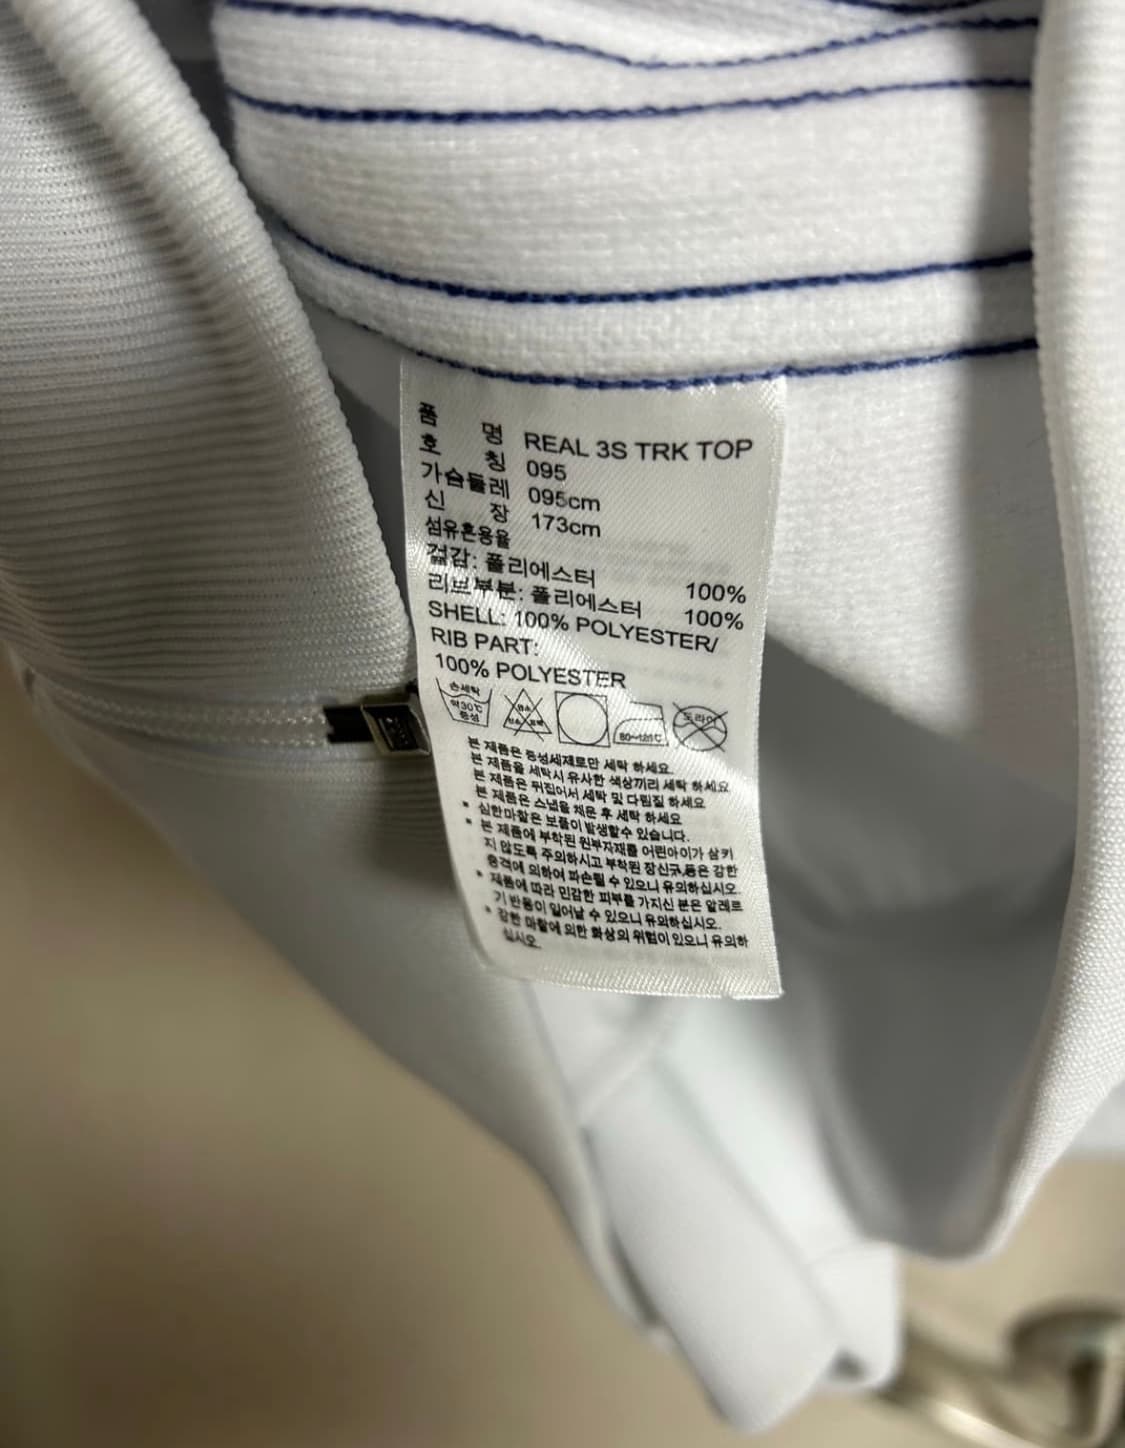 품 명 REAL 3S TRK TOP
호 칭 095
가슴둘레 095cm
신 장 173cm
섬유혼용율
겉감: 폴리에스터 100%
리브부분: 폴리에스터 100%
SHELL: 100% POLYESTER/
RIB PART:
100% POLYESTER
손세탁
약30℃
중성
80~120℃
드라이
본 제품은 중성세제로만 세탁 하세요.
본 제품을 세탁시 유사한 색상끼리 세탁 하세요
본 제품은 뒤집어서 세탁 및 다림질 하세요
본 제품은 스냅을 채운 후 세탁 하세요
* 심한마찰은 보풀이 발생할수 있습니다.
* 본 제품에 부착된 원부자재를 어린아이가 삼키
지 않도록 주의하시고 부착된 장신규,등은 강한
충격에 의하여 파손될 수 있으니 유의하십시오.
* 제품에 따라 민감한 피부를 가지신 분은 알레르
기 반응이 일어날 수 있으니 유의하십시오.
* 강한 마찰에 의한 화상의 위험이 있으니 유의하
십시오.